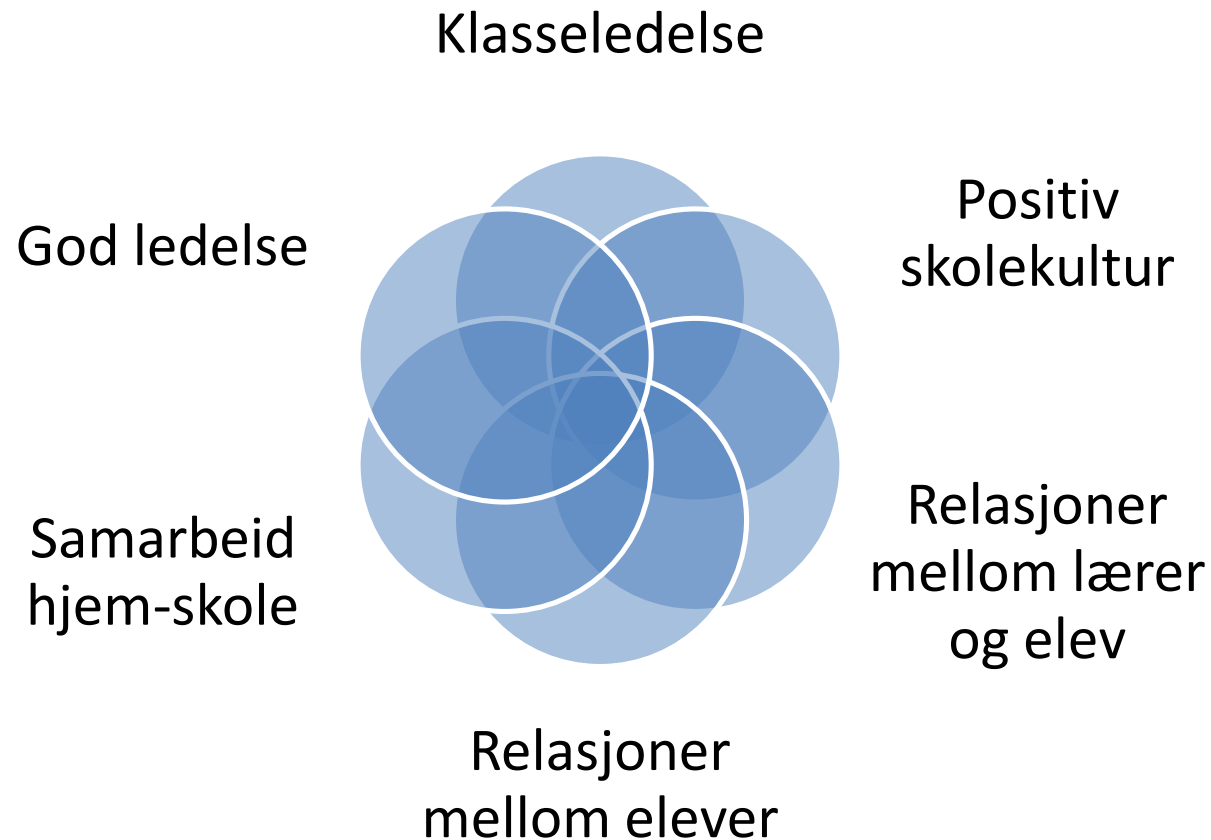 Klasseledelse
Positiv
skolekultur
Relasjoner
mellom lærer
og elev
Relasjoner
mellom elever
Samarbeid
hjem-skole
God ledelse